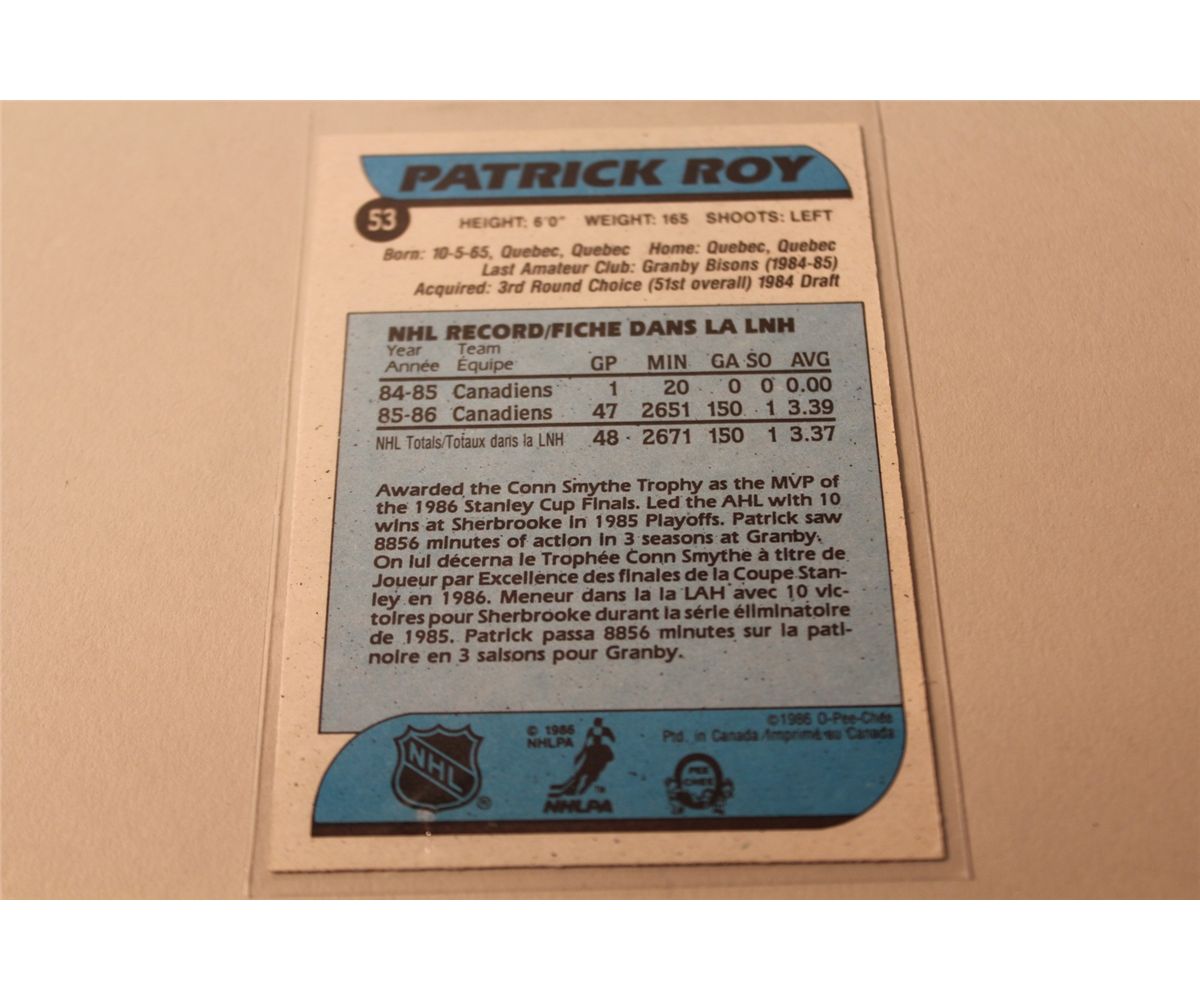 PATRICK ROY
53
HEIGHT: 6'0" WEIGHT: 165 SHOOTS: LEFT
Born: 10-5-65, Quebec, Quebec Home: Quebec, Quebec
Last Amateur Club: Granby Bisons (1984-85)
Acquired: 3rd Round Choice (51st overall) 1984 Draft
NHL RECORD/FICHE DANS LA LNH
Year Team
Année Équipe GP MIN GA SO AVG
84-85 Canadiens 1 20 0 0 0.00
85-86 Canadiens 47 2651 150 1 3.39
NHL Totals/Totaux dans la LNH 48 2671 150 1 3.37
Awarded the Conn Smythe Trophy as the MVP of
the 1986 Stanley Cup Finals. Led the AHL with 10
wins at Sherbrooke in 1985 Playoffs. Patrick saw
8856 minutes of action in 3 seasons at Granby.
On lui décerna le Trophée Conn Smythe à titre de
Joueur par Excellence des finales de la Coupe Stan-
ley en 1986. Meneur dans la la LAH avec 10 vic-
toires pour Sherbrooke durant la série éliminatoire
de 1985. Patrick passa 8856 minutes sur la pati-
noire en 3 saisons pour Granby.
©1986 O-Pee-Chee
Ptd. in Canada/Imprimé au Canada
© 1986
NHLPA
NHL ®
NHLPA ™
PEE
CHEE